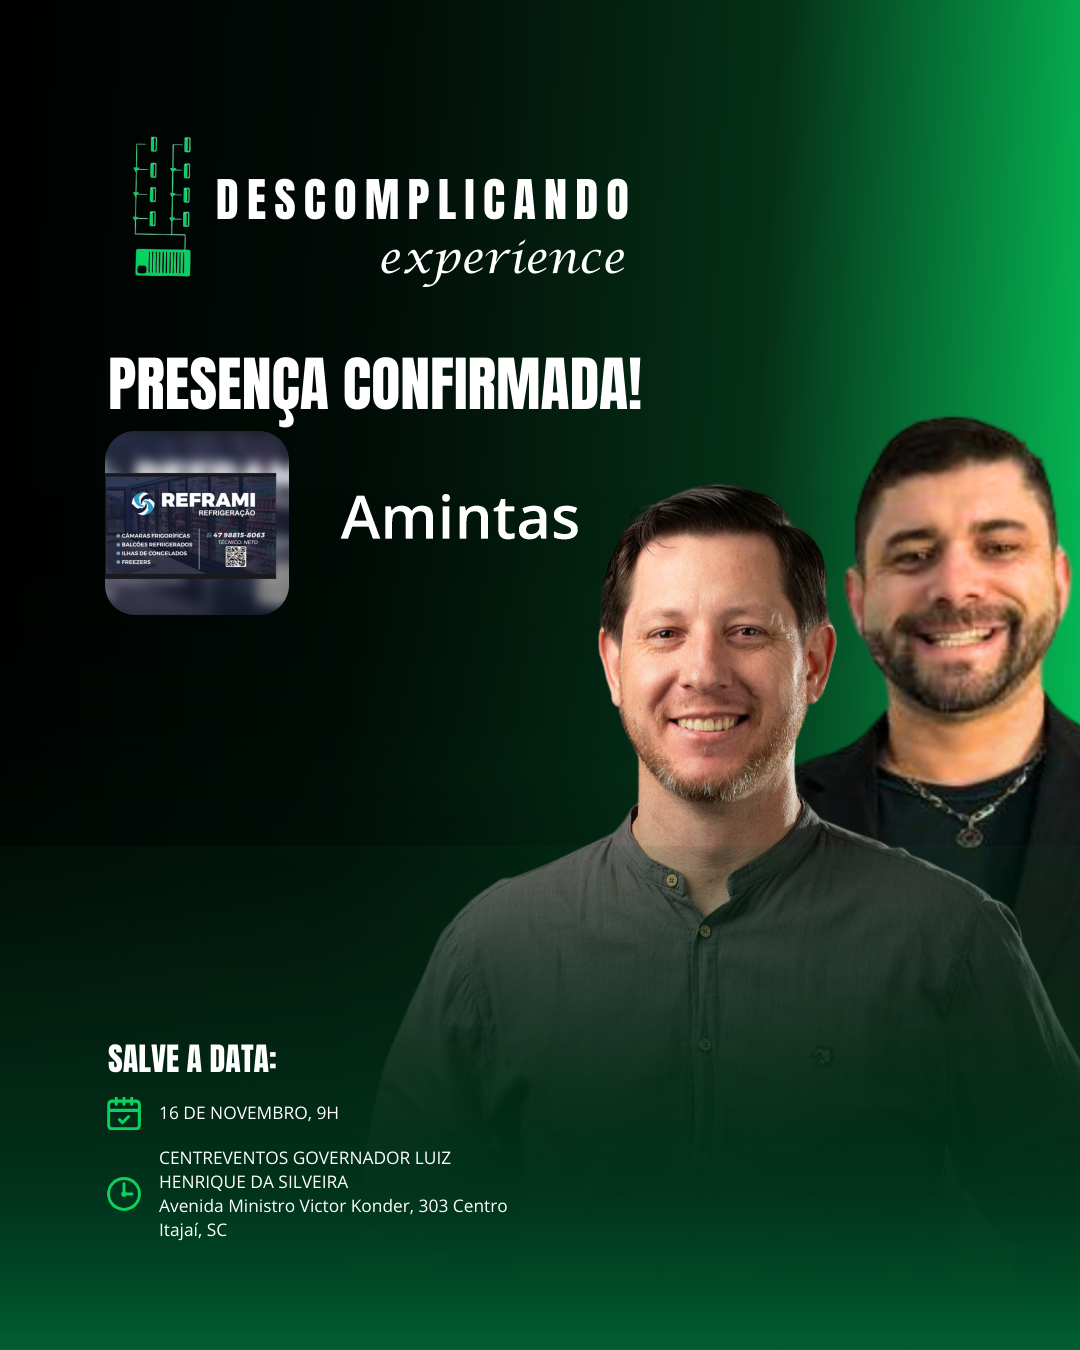 DESCOMPLICANDO
experience
PRESENÇA CONFIRMADA!
REFRAMI
REFRIGERAÇÃO
CÂMARAS FRIGORÍFICAS
BALCÕES REFRIGERADOS
ILHAS DE CONGELADOS
FREEZERS
47 98815-8063
TÉCNICO: NETO
Amintas
SALVE A DATA:
16 DE NOVEMBRO, 9H
CENTREVENTOS GOVERNADOR LUIZ
HENRIQUE DA SILVEIRA
Avenida Ministro Victor Konder, 303 Centro
Itajaí, SC